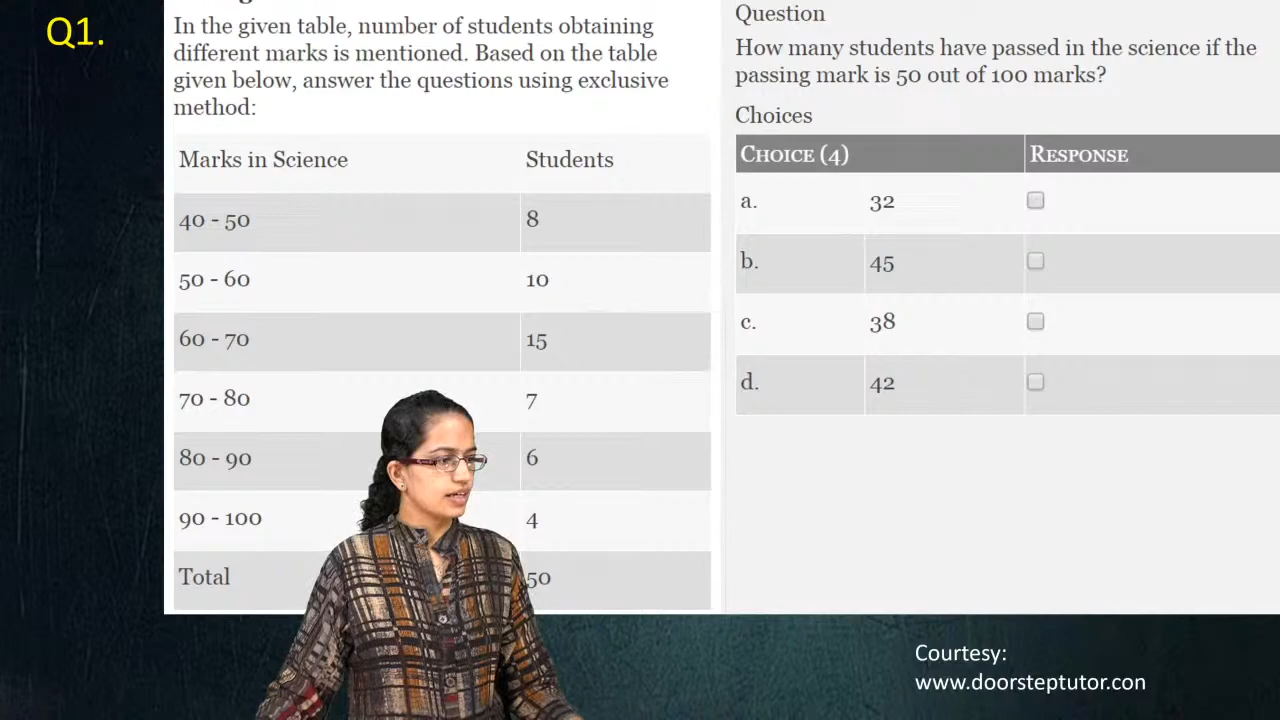 Q1.
In the given table, number of students obtaining
different marks is mentioned. Based on the table
given below, answer the questions using exclusive
method:
Marks in Science Students
40 - 50 8
50 - 60 10
60 - 70 15
70 - 80 7
80 - 90 6
90 - 100 4
Total 50
Question
How many students have passed in the science if the
passing mark is 50 out of 100 marks?
Choices
CHOICE (4) RESPONSE
a. 32
b. 45
c. 38
d. 42
Courtesy:
www.doorsteptutor.con